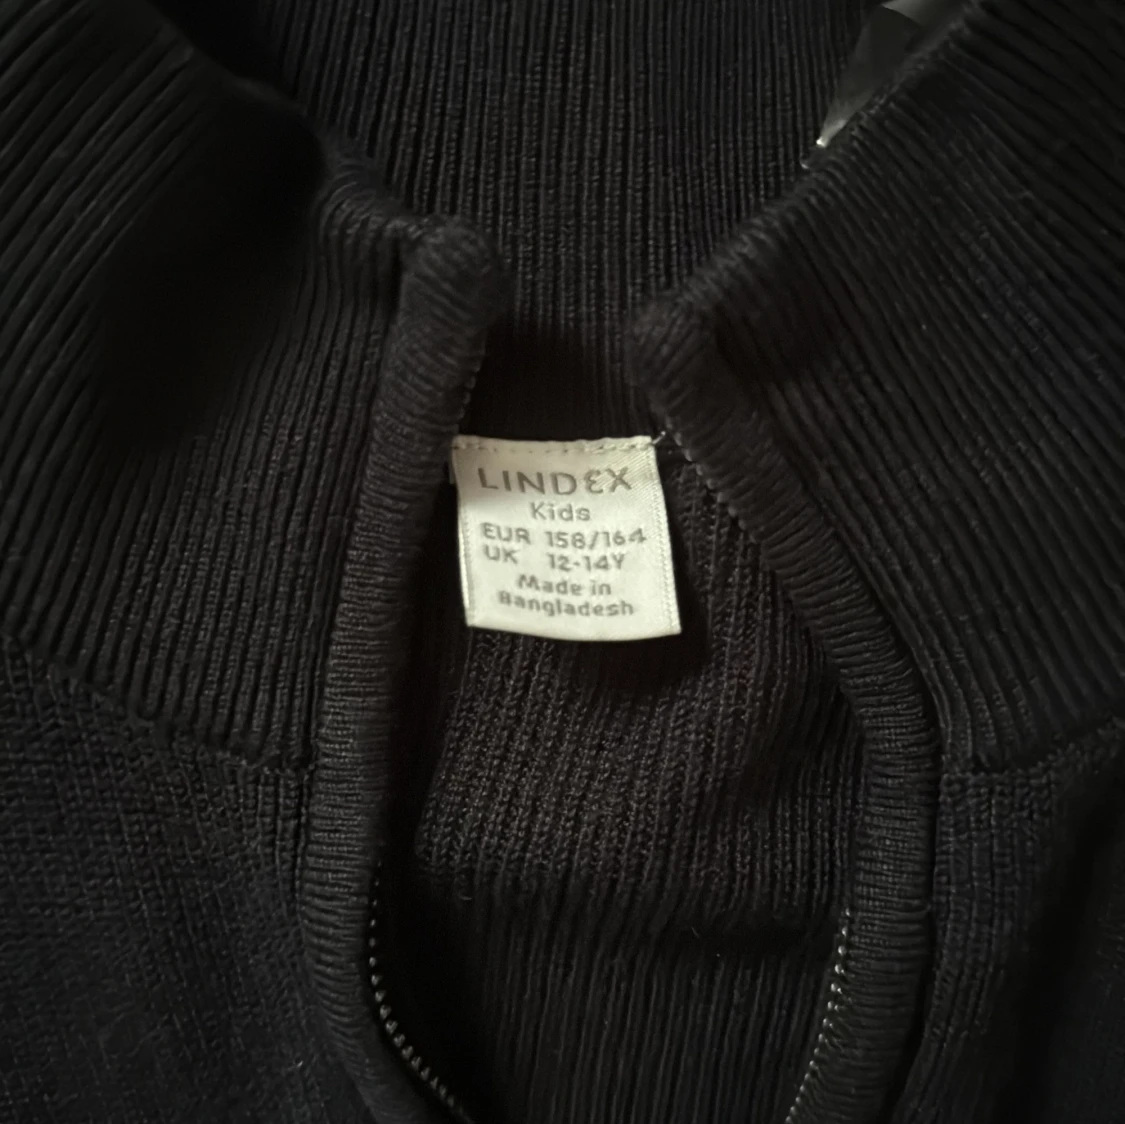 LINDEX
Kids
EUR 158/164
UK 12-14Y
Made in
Bangladesh